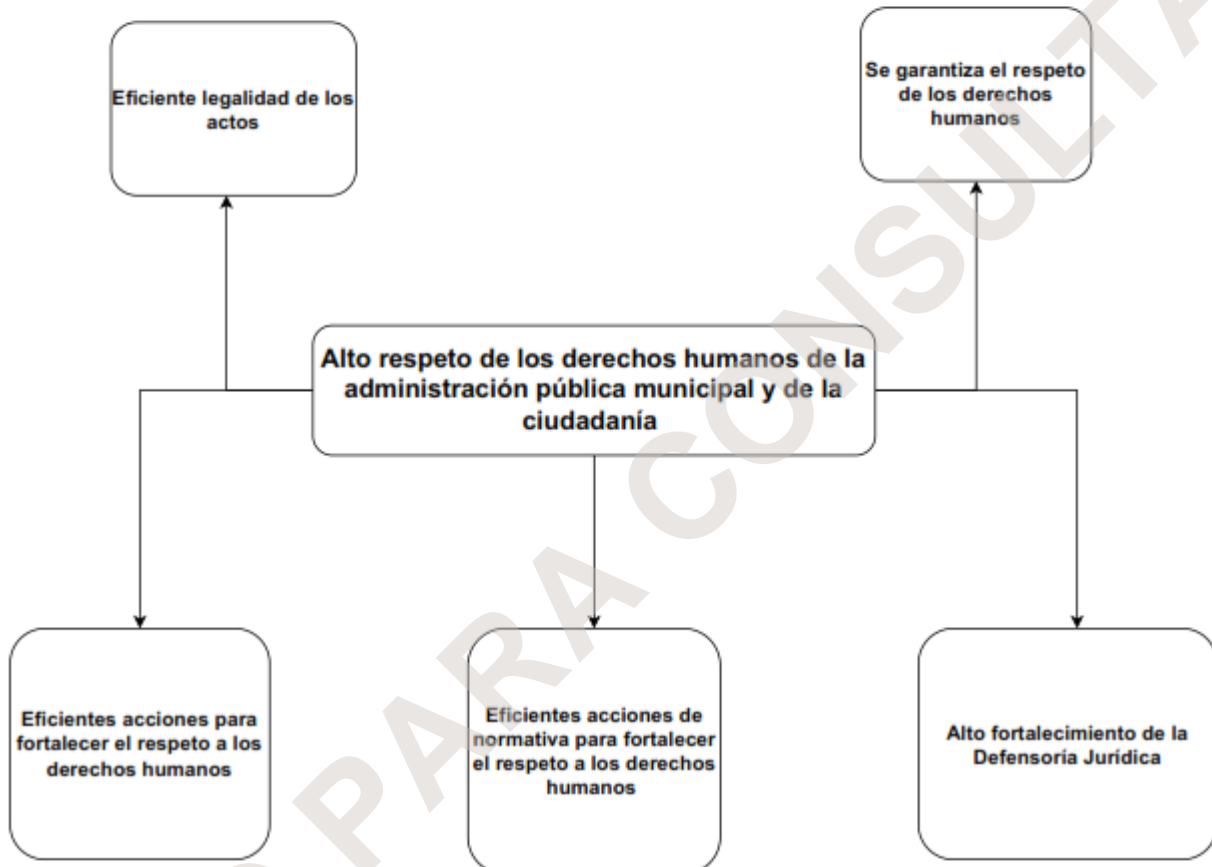 Eficiente legalidad de los
actos
Se garantiza el respeto
de los derechos
humanos
Alto respeto de los derechos humanos de la
administración pública municipal y de la
ciudadanía
Eficientes acciones para
fortalecer el respeto a los
derechos humanos
Eficientes acciones de
normativa para fortalecer
el respeto a los derechos
humanos
Alto fortalecimiento de la
Defensoría Jurídica
PARA CONSULTA